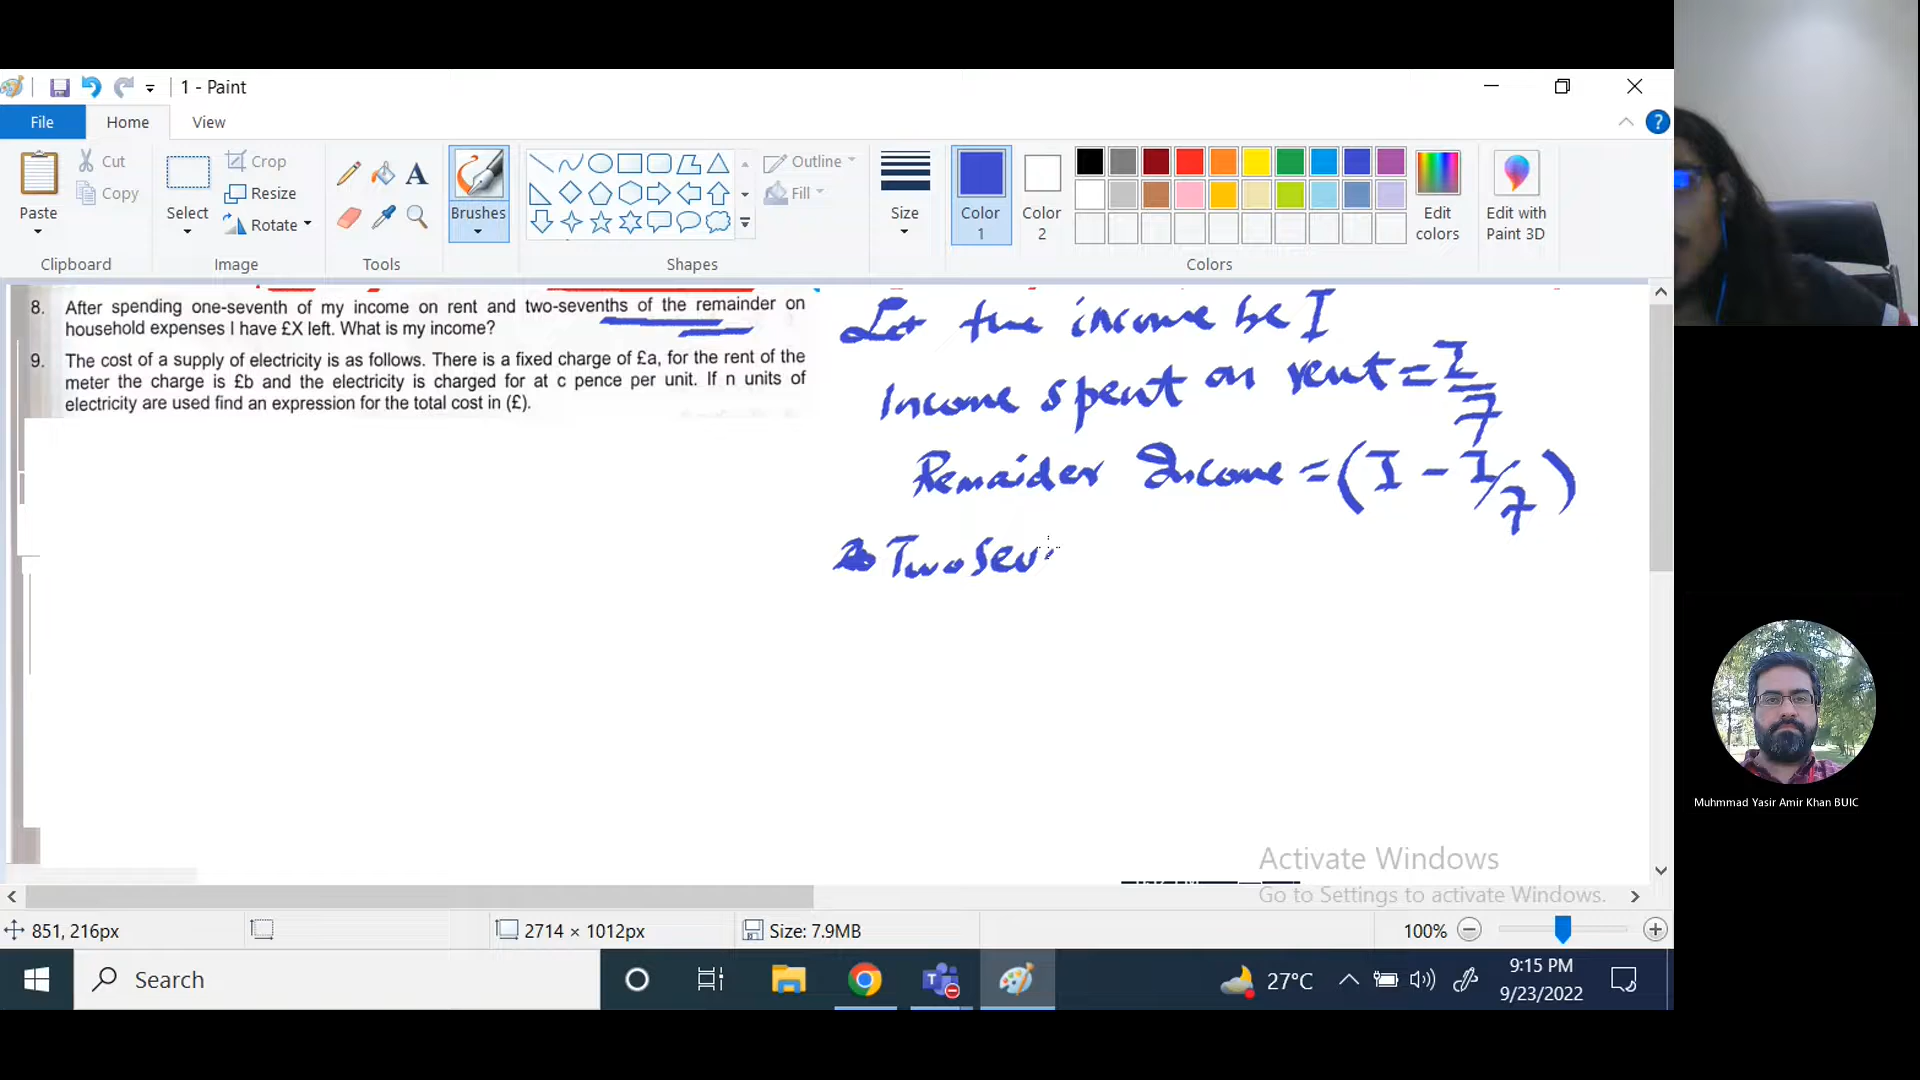 1 - Paint
File Home View
Paste Cut Copy Select Crop Resize Rotate Brushes Outline Fill Size Color 1 Color 2 Edit colors Edit with Paint 3D
Clipboard Image Tools Shapes Colors
8. After spending one-seventh of my income on rent and two-sevenths of the remainder on
household expenses I have £X left. What is my income?
9. The cost of a supply of electricity is as follows. There is a fixed charge of £a, for the rent of the
meter the charge is £b and the electricity is charged for at c pence per unit. If n units of
electricity are used find an expression for the total cost in (£).
Let the income be I
Income spent on rent = I/7
Remaider Income = (I - I/7)
Two Sev
Muhmmad Yasir Amir Khan BUIC
Activate Windows
Go to Settings to activate Windows.
851, 216px 2714 × 1012px Size: 7.9MB 100%
Search 27°C 9:15 PM
9/23/2022